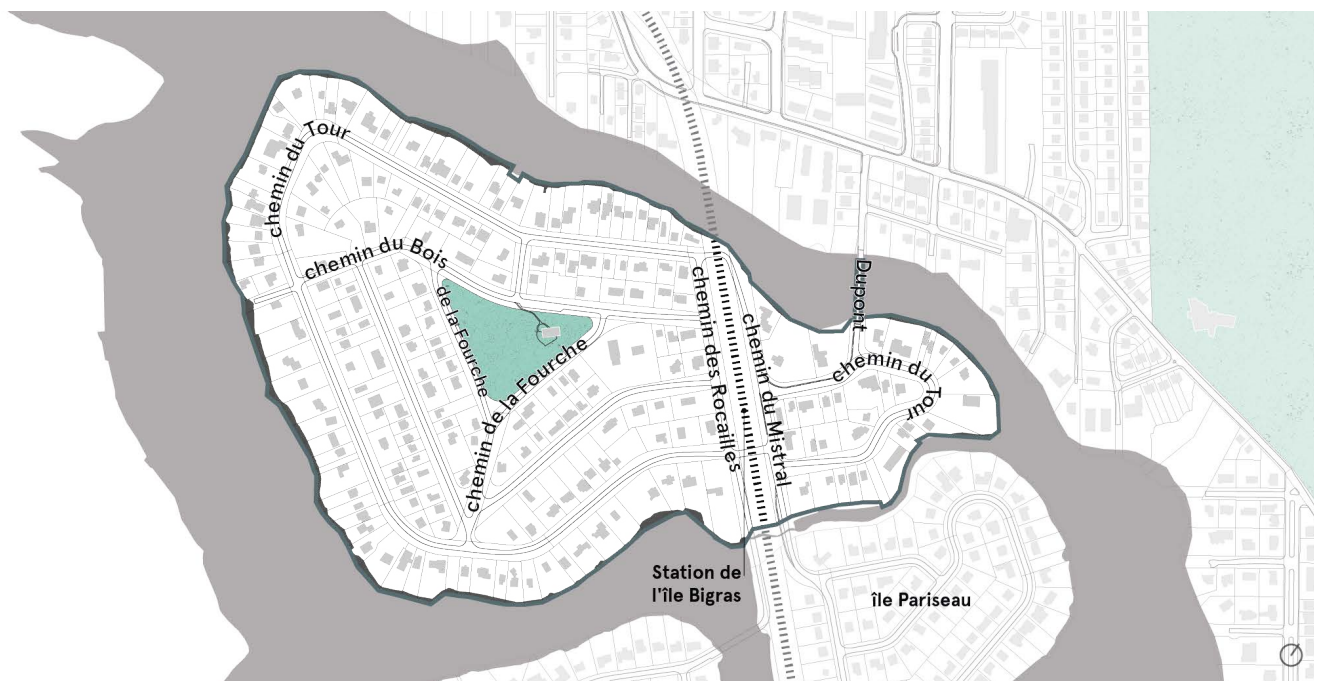 chemin du Tour
chemin du Bois
de la Fourche
chemin de la Fourche
chemin des Rocailles
chemin du Mistral
Dupont
chemin du Tour
Station de
l'île Bigras
île Pariseau